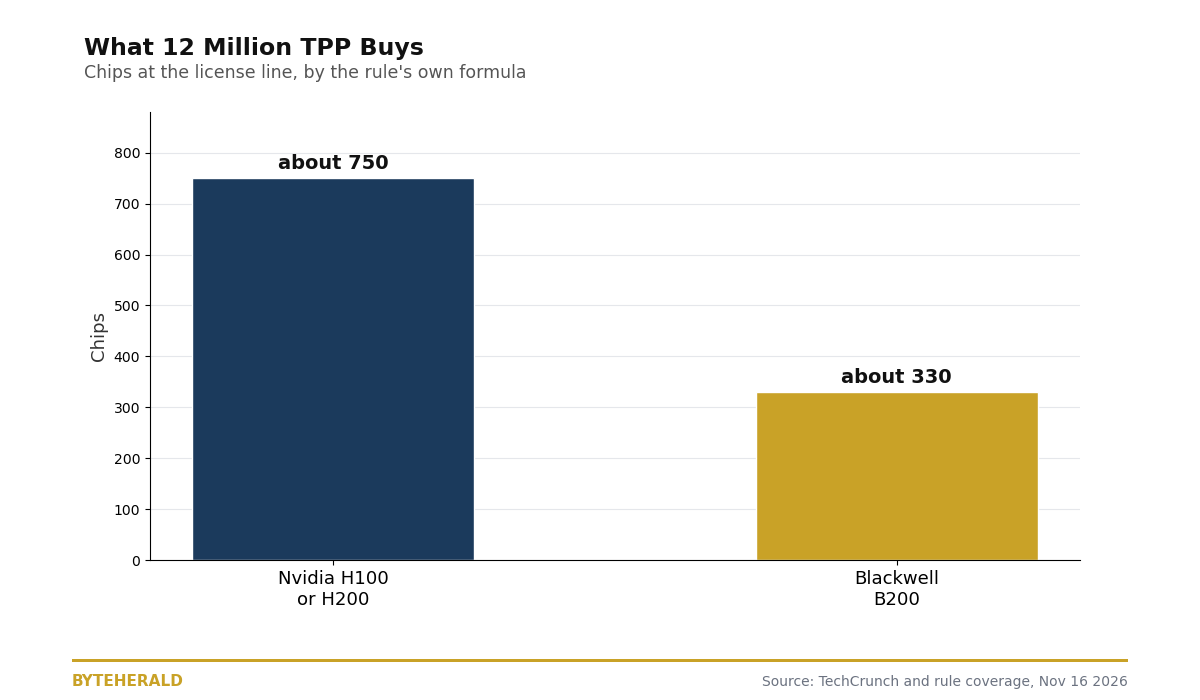 What 12 Million TPP Buys
Chips at the license line, by the rule's own formula
Chips
800
700
600
500
400
300
200
100
0
about 750
about 330
Nvidia H100
or H200
Blackwell
B200
BYTEHERALD
Source: TechCrunch and rule coverage, Nov 16 2026